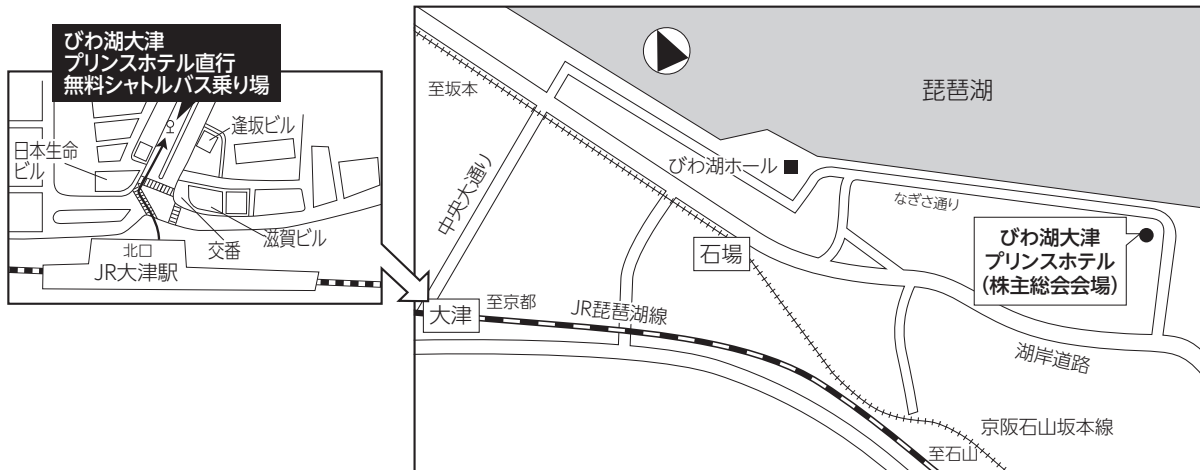 びわ湖大津
プリンスホテル直行
無料シャトルバス乗り場
逢坂ビル
日本生命
ビル
北口
JR大津駅
交番
滋賀ビル
琵琶湖
至坂本
びわ湖ホール
中央大通り
なぎさ通り
石場
びわ湖大津
プリンスホテル
(株主総会会場)
大津
至京都
JR琵琶湖線
湖岸道路
京阪石山坂本線
至石山